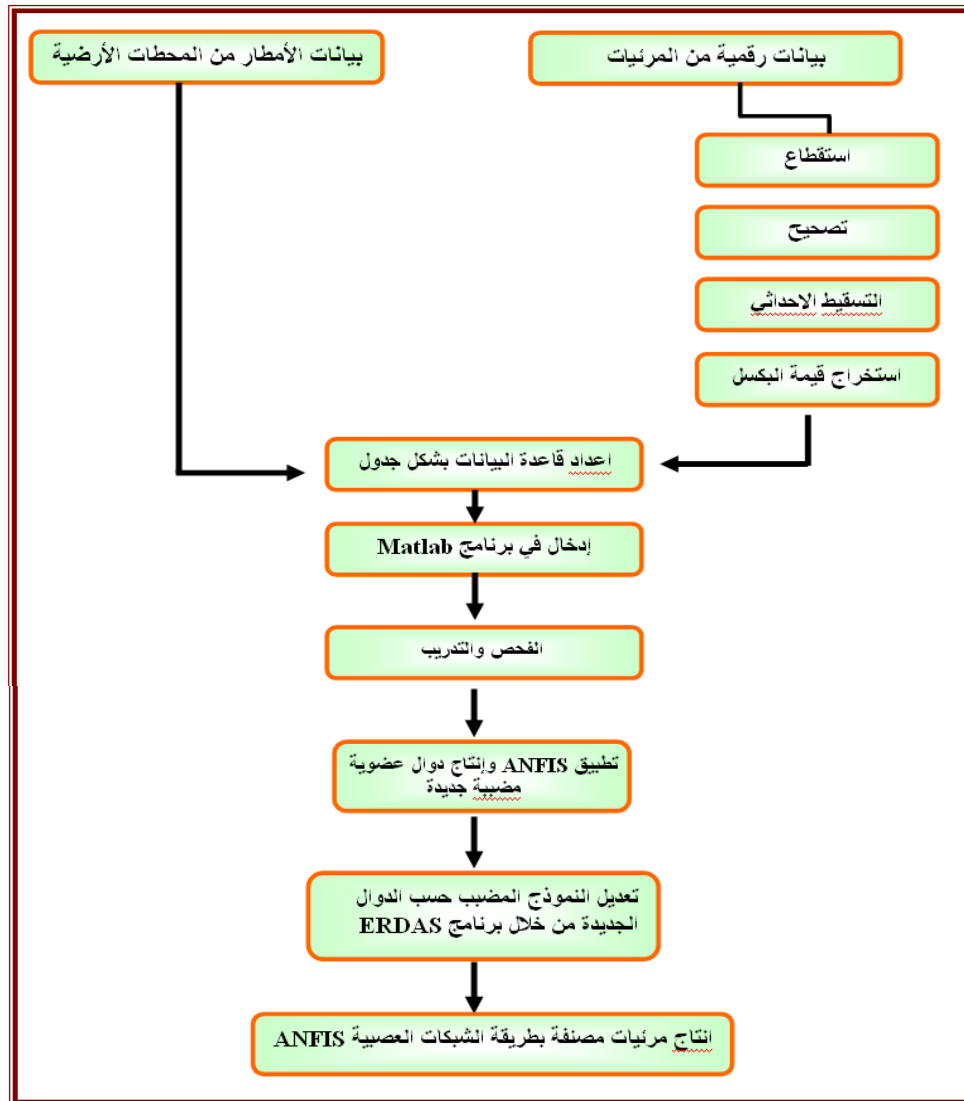 بيانات رقمية من المرئيات
بيانات الأمطار من المحطات الأرضية
استقطاع
تصحيح
التسقيط الاحداثي
استخراج قيمة البكسل
اعداد قاعدة البيانات بشكل جدول
إدخال في برنامج Matlab
الفحص والتدريب
تطبيق ANFIS وإنتاج دوال عضوية
مضببة جديدة
تعديل النموذج المضبب حسب الدوال
الجديدة من خلال برنامج ERDAS
انتاج مرئيات مصنفة بطريقة الشبكات العصبية ANFIS